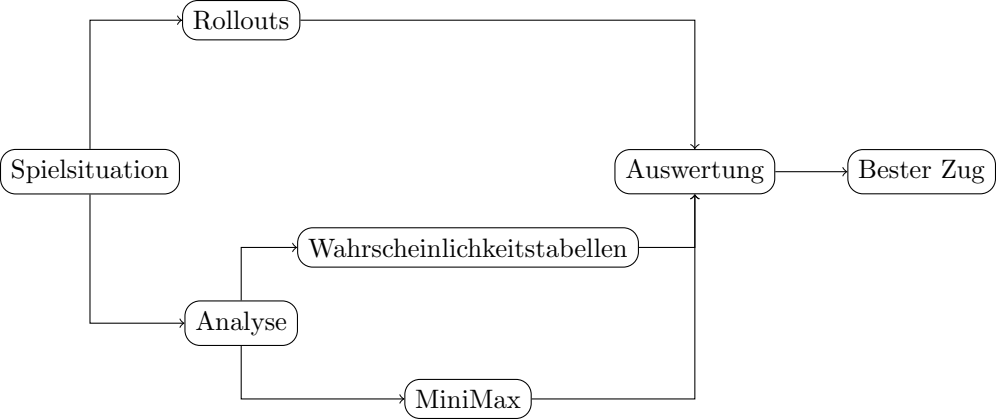 Rollouts
Spielsituation
Auswertung
Bester Zug
Wahrscheinlichkeitstabellen
Analyse
MiniMax